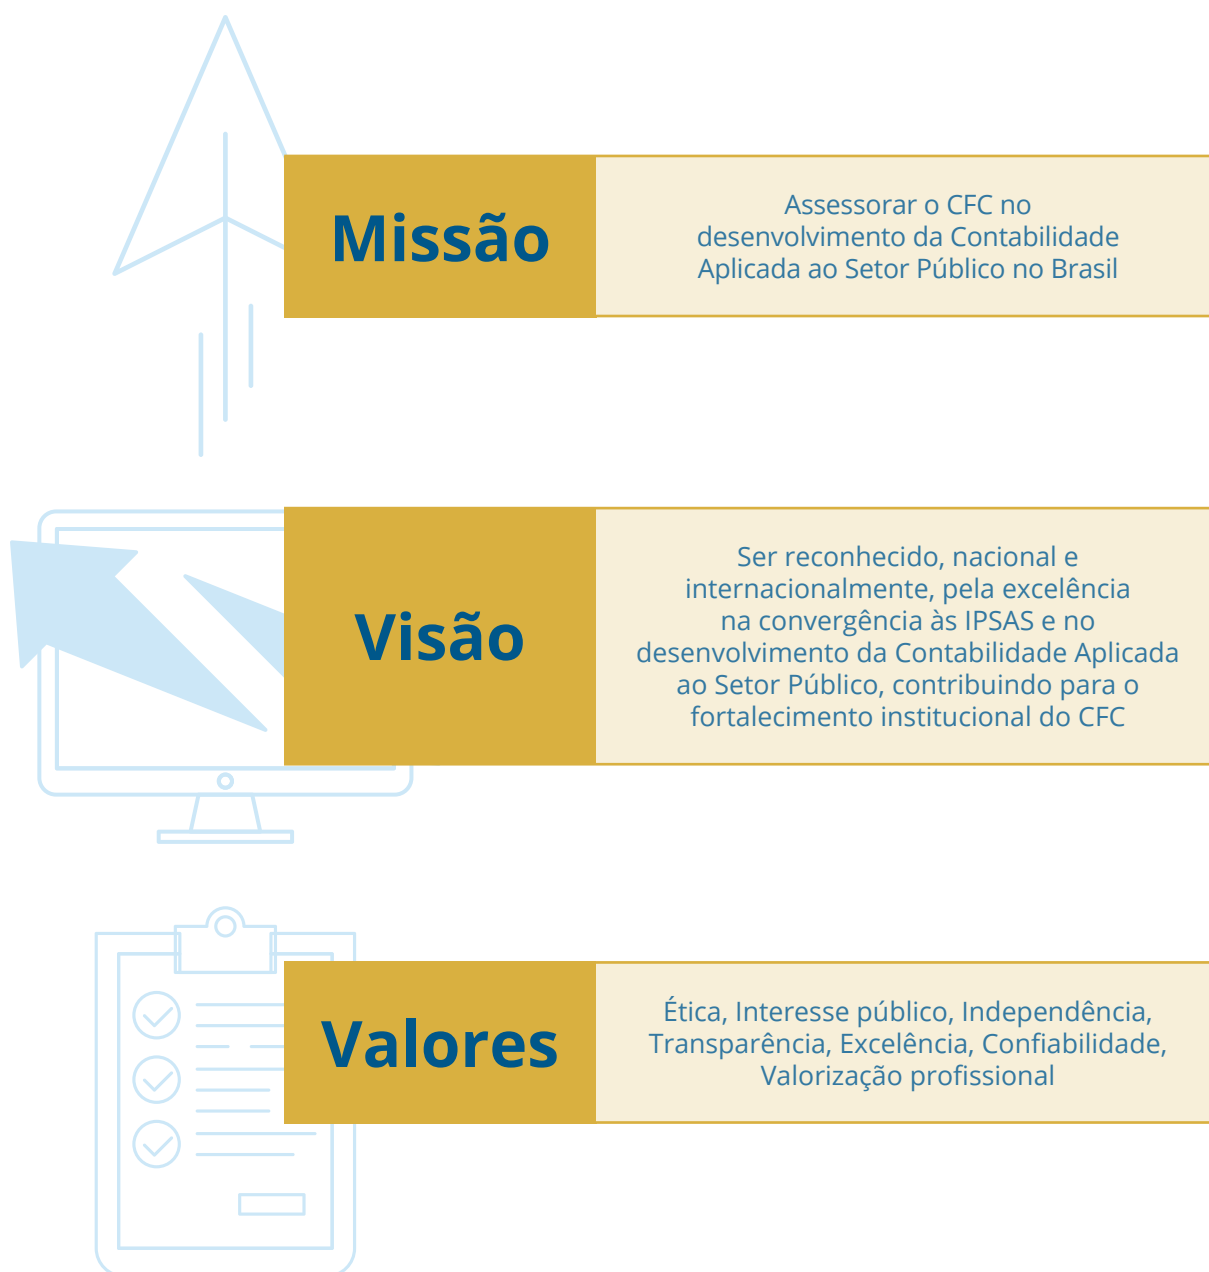 Missão
Assessorar o CFC no
desenvolvimento da Contabilidade
Aplicada ao Setor Público no Brasil
Visão
Ser reconhecido, nacional e
internacionalmente, pela excelência
na convergência às IPSAS e no
desenvolvimento da Contabilidade Aplicada
ao Setor Público, contribuindo para o
fortalecimento institucional do CFC
Valores
Ética, Interesse público, Independência,
Transparência, Excelência, Confiabilidade,
Valorização profissional